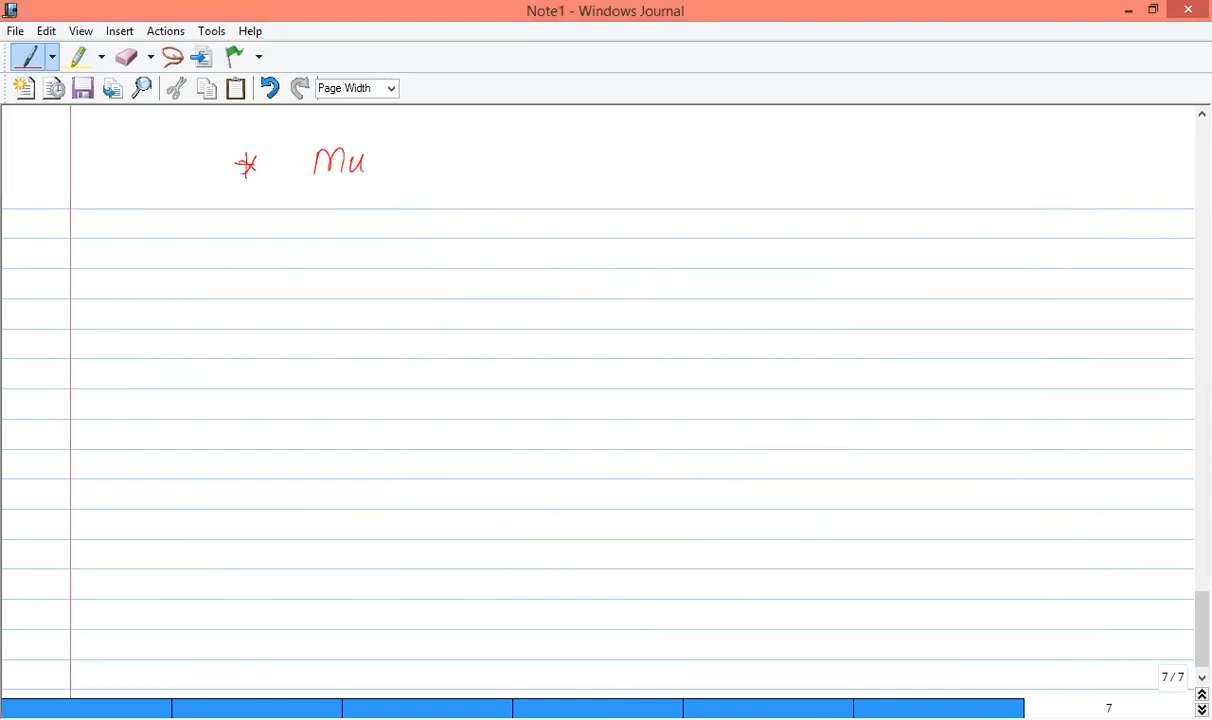 Note1 - Windows Journal
File Edit View Insert Actions Tools Help
Page Width
* Mu
7 / 7
7